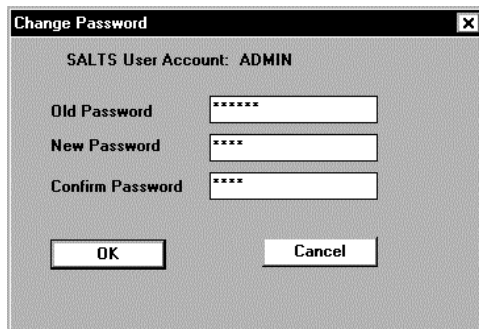 Change Password
SALTS User Account: ADMIN
Old Password ******
New Password ****
Confirm Password ****
OK Cancel